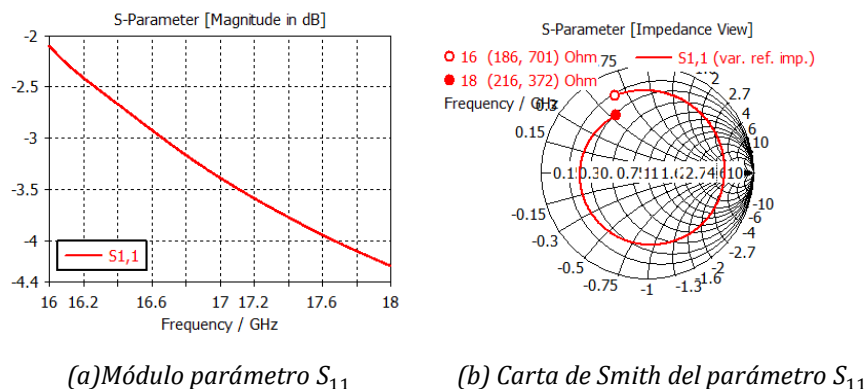 S-Parameter [Magnitude in dB]
-2
-2.5
-3
-3.5
-4
-4.4
S1,1
16 16.2 16.6 17 17.2 17.6 18
Frequency / GHz
(a)Módulo parámetro S11
S-Parameter [Impedance View]
16 (186, 701) Ohm
S1,1 (var. ref. imp.)
18 (216, 372) Ohm
Frequency / GHz
75
2
2.7
4
6
10
0.3
0.15
-10
-6
-4
-2.7
-2
-1.6
-1.3
-1
-0.75
-0.5
-0.3
-0.15
(b) Carta de Smith del parámetro S11